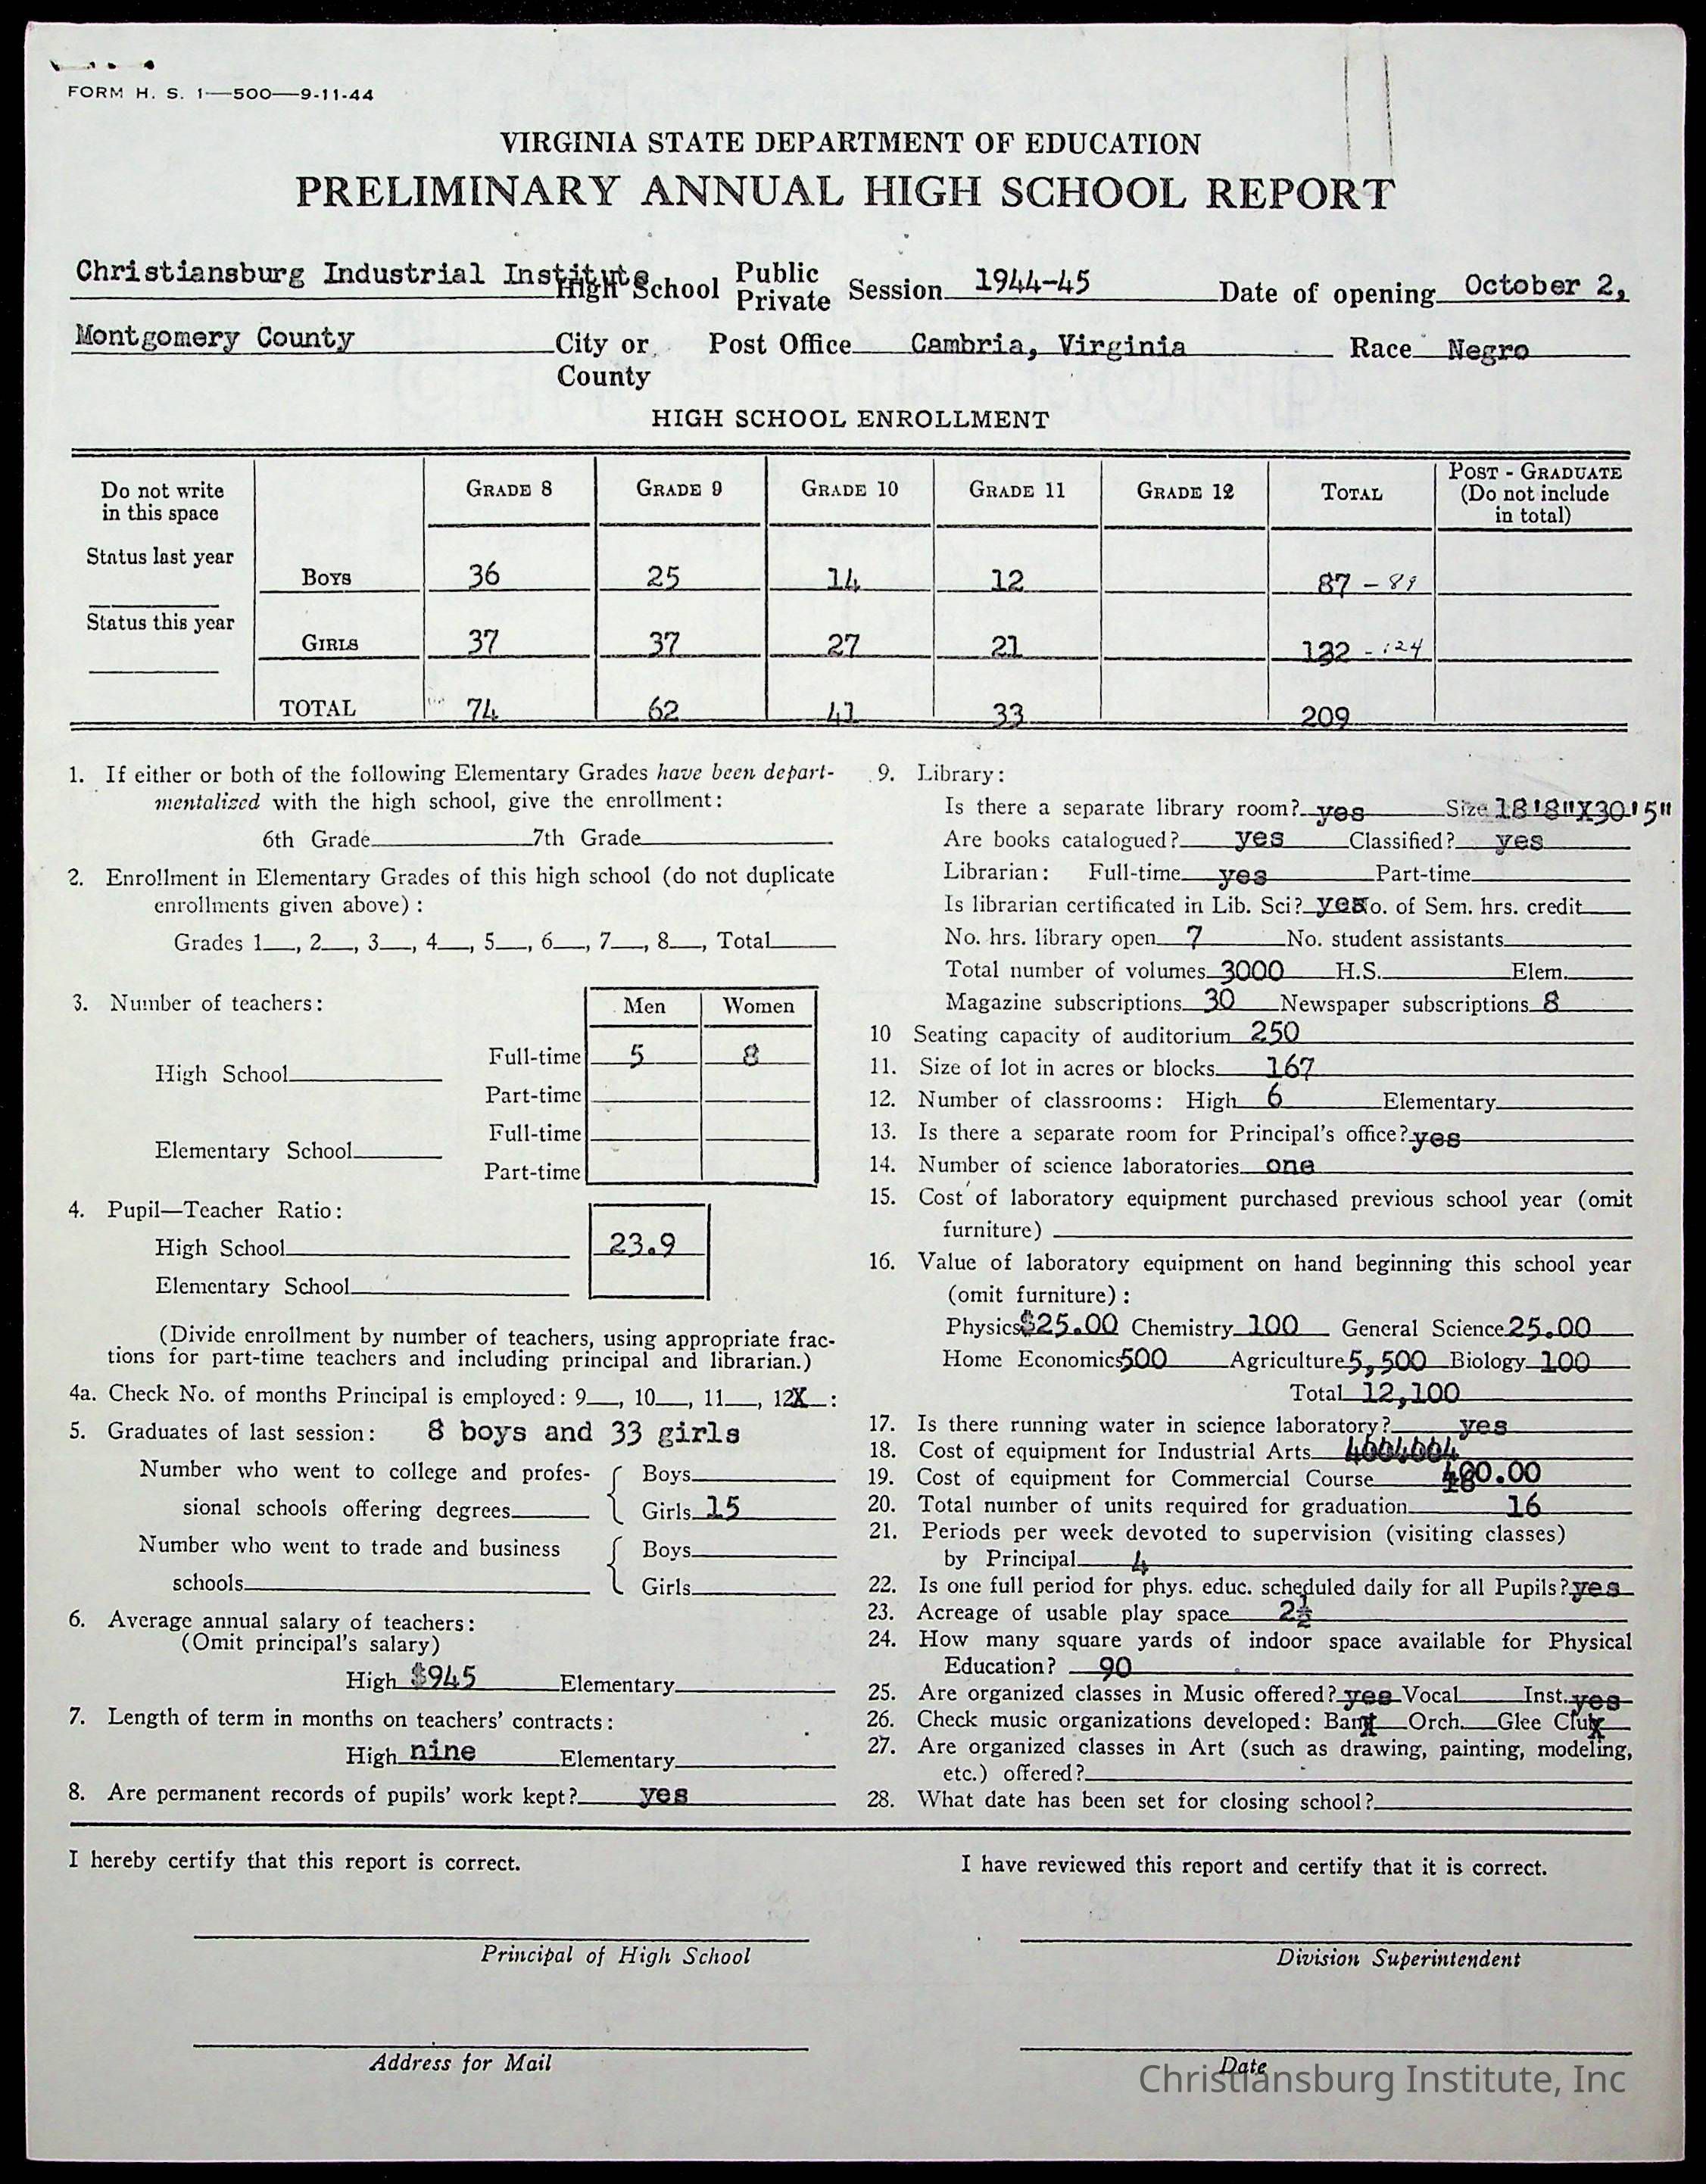 FORM H. S. 1—500—9-11-44
VIRGINIA STATE DEPARTMENT OF EDUCATION
PRELIMINARY ANNUAL HIGH SCHOOL REPORT
Christiansburg Industrial Institute High School Public Private Session 1944-45 Date of opening October 2,
Montgomery County City or County Post Office Cambria, Virginia Race Negro
HIGH SCHOOL ENROLLMENT
Do not write in this space GRADE 8 GRADE 9 GRADE 10 GRADE 11 GRADE 12 TOTAL POST - GRADUATE (Do not include in total)
Status last year BOYS 36 25 14 12 87 - 89
Status this year GIRLS 37 37 27 21 122 - 124
TOTAL 74 62 41 33 209
1. If either or both of the following Elementary Grades have been depart-
mentalized with the high school, give the enrollment:
6th Grade 7th Grade
2. Enrollment in Elementary Grades of this high school (do not duplicate
enrollments given above) :
Grades 1, 2, 3, 4, 5, 6, 7, 8, Total
3. Number of teachers: Men Women
High School Full-time 5 8
Part-time
Elementary School Full-time
Part-time
4. Pupil—Teacher Ratio:
High School 23.9
Elementary School
(Divide enrollment by number of teachers, using appropriate frac-
tions for part-time teachers and including principal and librarian.)
4a. Check No. of months Principal is employed: 9, 10, 11, 12X :
5. Graduates of last session: 8 boys and 33 girls
Number who went to college and profes- Boys
sional schools offering degrees Girls 15
Number who went to trade and business Boys
schools Girls
6. Average annual salary of teachers:
(Omit principal's salary)
High $945 Elementary
7. Length of term in months on teachers' contracts:
High nine Elementary
8. Are permanent records of pupils' work kept? yes
9. Library:
Is there a separate library room? yes Size 18'8"X30'5"
Are books catalogued? yes Classified? yes
Librarian: Full-time yes Part-time
Is librarian certificated in Lib. Sci? yes No. of Sem. hrs. credit
No. hrs. library open 7 No. student assistants
Total number of volumes 3000 H.S. Elem.
Magazine subscriptions 30 Newspaper subscriptions 8
10 Seating capacity of auditorium 250
11. Size of lot in acres or blocks 167
12. Number of classrooms: High 6 Elementary
13. Is there a separate room for Principal's office? yes
14. Number of science laboratories one
15. Cost of laboratory equipment purchased previous school year (omit
furniture)
16. Value of laboratory equipment on hand beginning this school year
(omit furniture) :
Physics $25.00 Chemistry 100 General Science 25.00
Home Economics 500 Agriculture 5,500 Biology 100
Total 12,100
17. Is there running water in science laboratory? yes
18. Cost of equipment for Industrial Arts
19. Cost of equipment for Commercial Course 400.00
20. Total number of units required for graduation 16
21. Periods per week devoted to supervision (visiting classes)
by Principal 4
22. Is one full period for phys. educ. scheduled daily for all Pupils? yes
23. Acreage of usable play space 2½
24. How many square yards of indoor space available for Physical
Education? 90
25. Are organized classes in Music offered? yes Vocal Inst. yes
26. Check music organizations developed: Band X Orch. Glee Club X
27. Are organized classes in Art (such as drawing, painting, modeling,
etc.) offered?
28. What date has been set for closing school?
I hereby certify that this report is correct.
I have reviewed this report and certify that it is correct.
Principal of High School
Division Superintendent
Address for Mail
Date
Christiansburg Institute, Inc